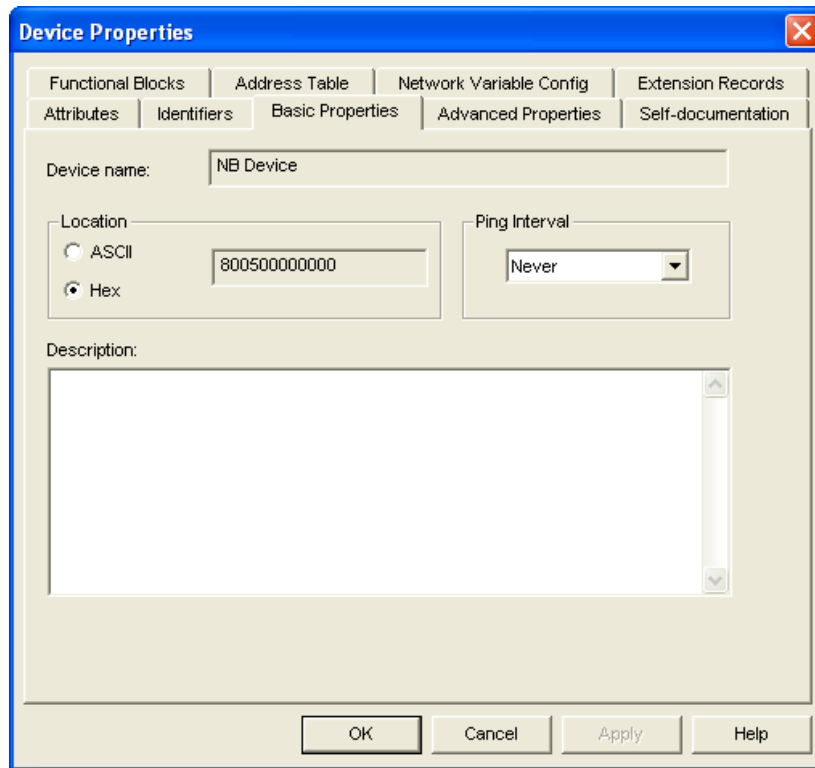 Device Properties
Functional Blocks Address Table Network Variable Config Extension Records
Attributes Identifiers Basic Properties Advanced Properties Self-documentation
Device name: NB Device
Location Ping Interval
ASCII
800500000000 Never
Hex
Description:
OK Cancel Apply Help